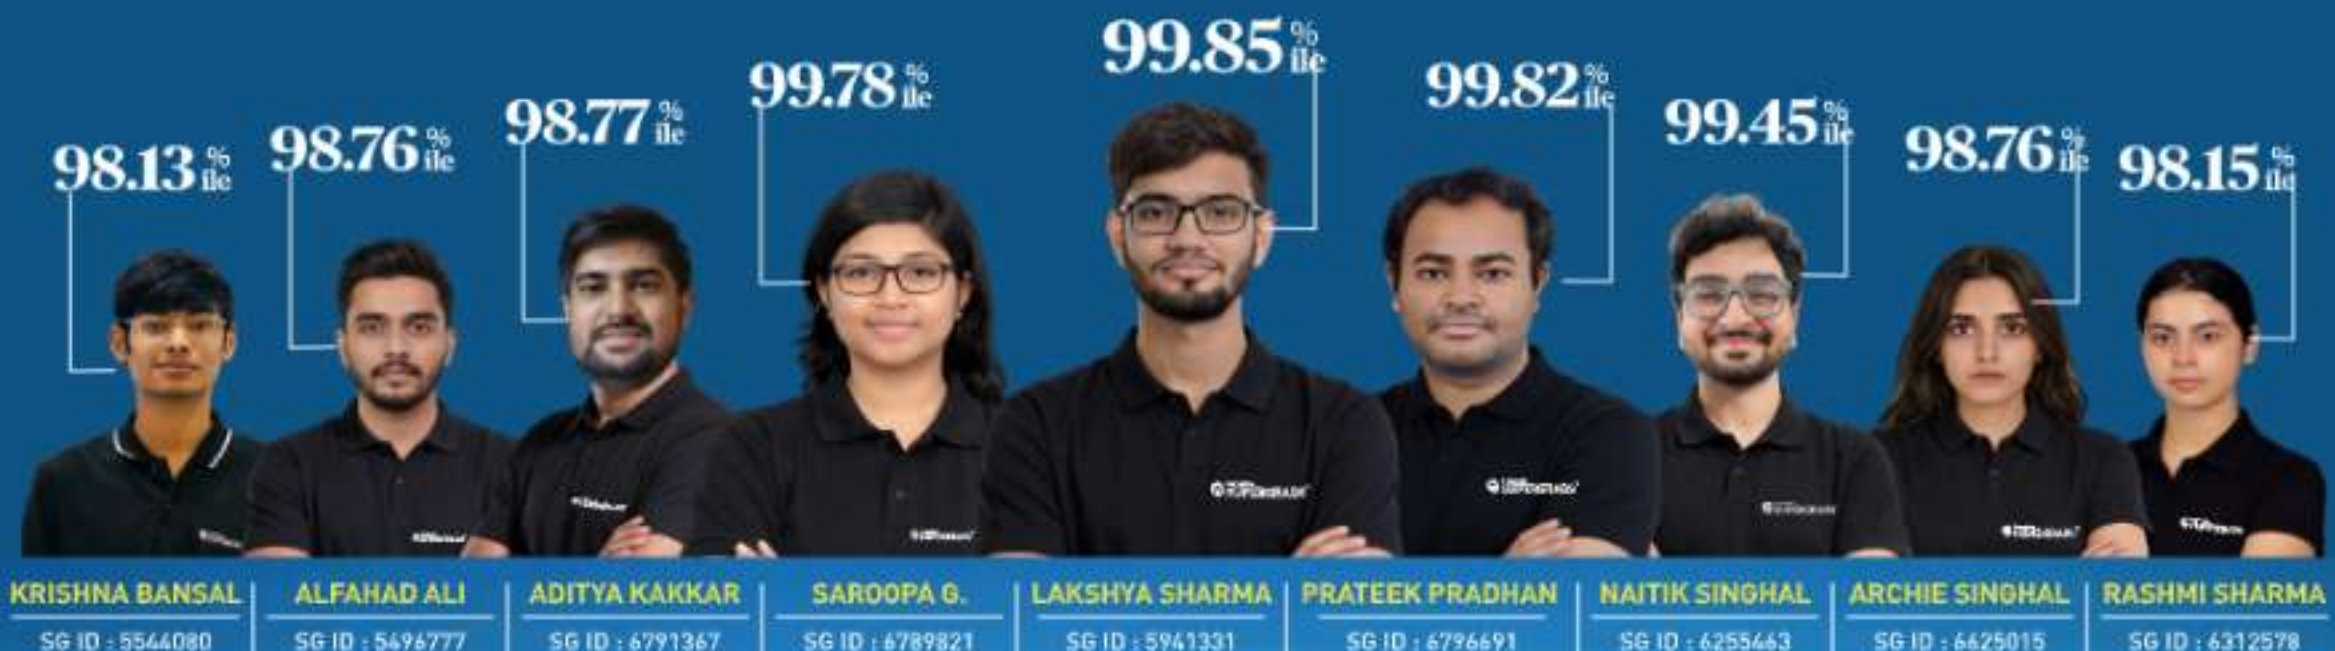 98.13%ile
98.76%ile
98.77%ile
99.78%ile
99.85%ile
99.82%ile
99.45%ile
98.76%ile
98.15%ile
KRISHNA BANSAL
SG ID : 5544080
ALFAHAD ALI
SG ID : 5496777
ADITYA KAKKAR
SG ID : 6791367
SAROOPA G.
SG ID : 6789821
LAKSHYA SHARMA
SG ID : 5941331
PRATEEK PRADHAN
SG ID : 6796691
NAITIK SINGHAL
SG ID : 6255463
ARCHIE SINGHAL
SG ID : 6625015
RASHMI SHARMA
SG ID : 6312578